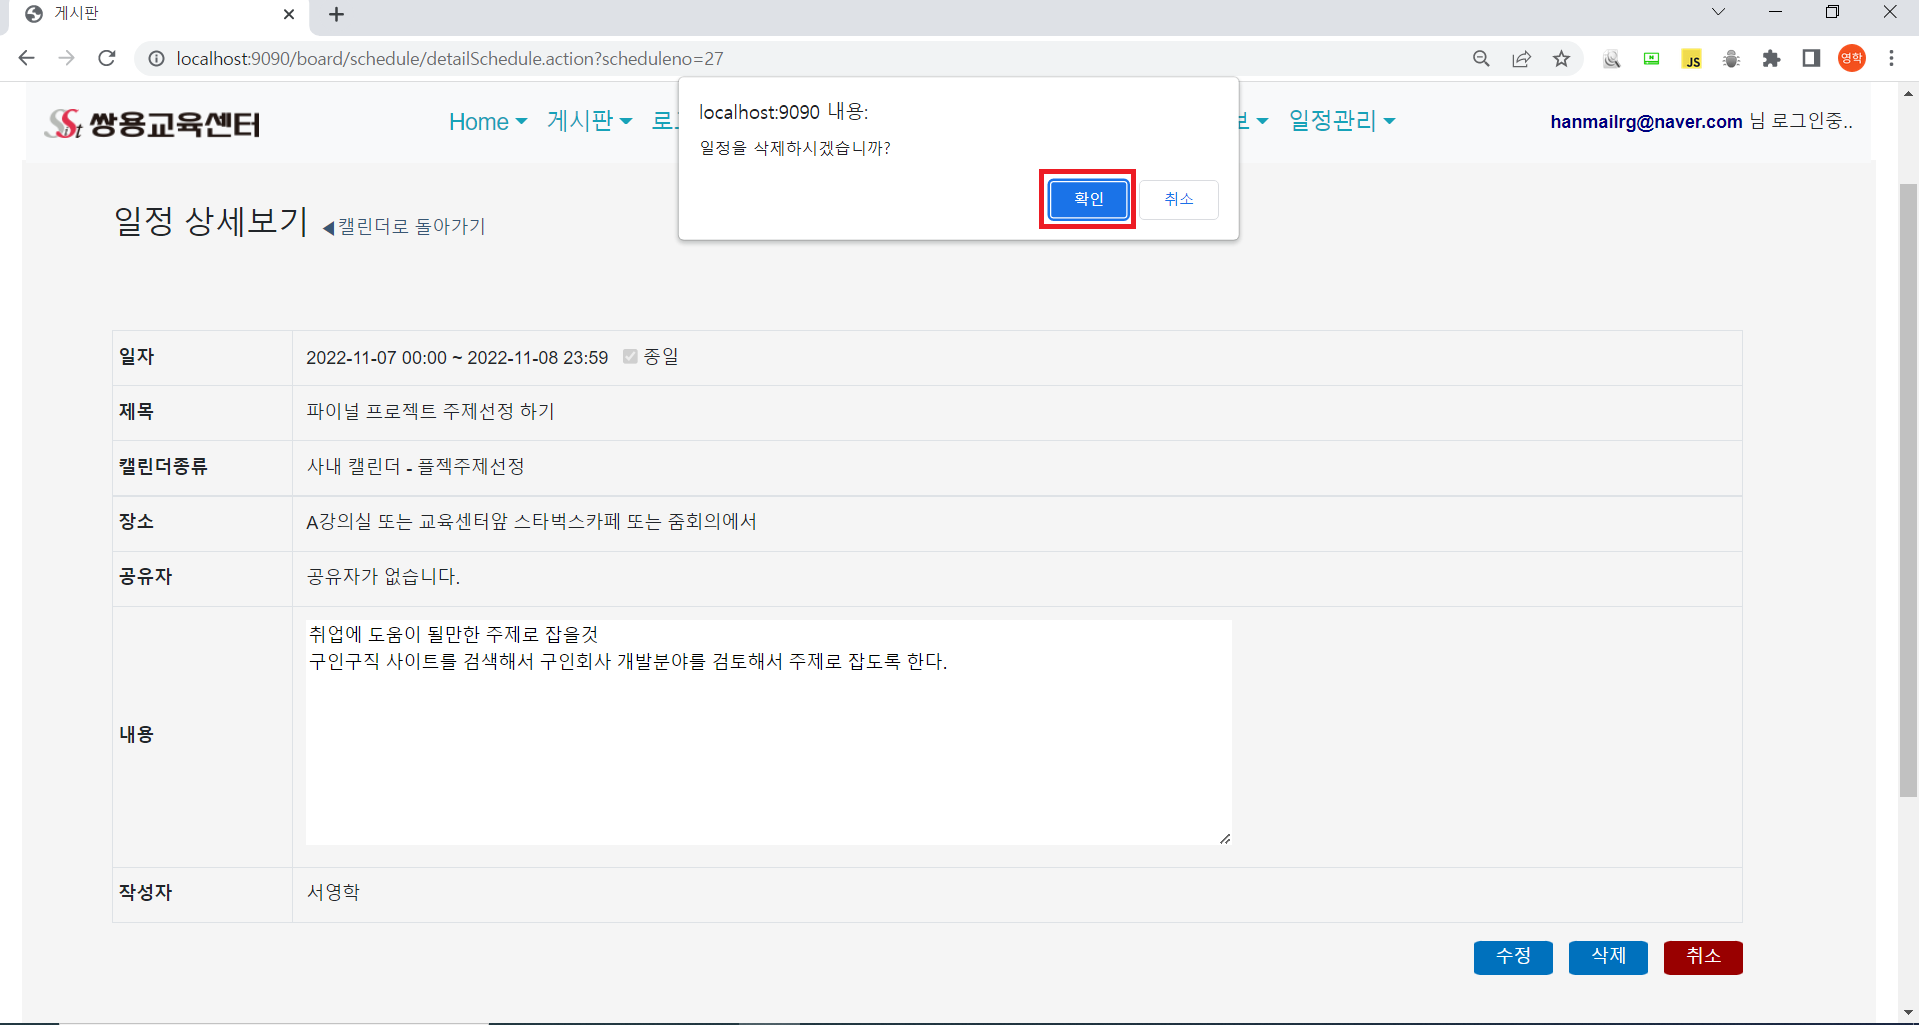 게시판
localhost:9090/board/schedule/detailSchedule.action?scheduleno=27
JS
영학
Sist 쌍용교육센터
Home 게시판
일정관리
hanmailrg@naver.com 님 로그인중..
localhost:9090 내용:
일정을 삭제하시겠습니까?
확인 취소
일정 상세보기 ◀캘린더로 돌아가기
일자 2022-11-07 00:00 ~ 2022-11-08 23:59 종일
제목 파이널 프로젝트 주제선정 하기
캘린더종류 사내 캘린더 - 플젝주제선정
장소 A강의실 또는 교육센터앞 스타벅스카페 또는 줌회의에서
공유자 공유자가 없습니다.
내용
취업에 도움이 될만한 주제로 잡을것
구인구직 사이트를 검색해서 구인회사 개발분야를 검토해서 주제로 잡도록 한다.
작성자 서영학
수정 삭제 취소